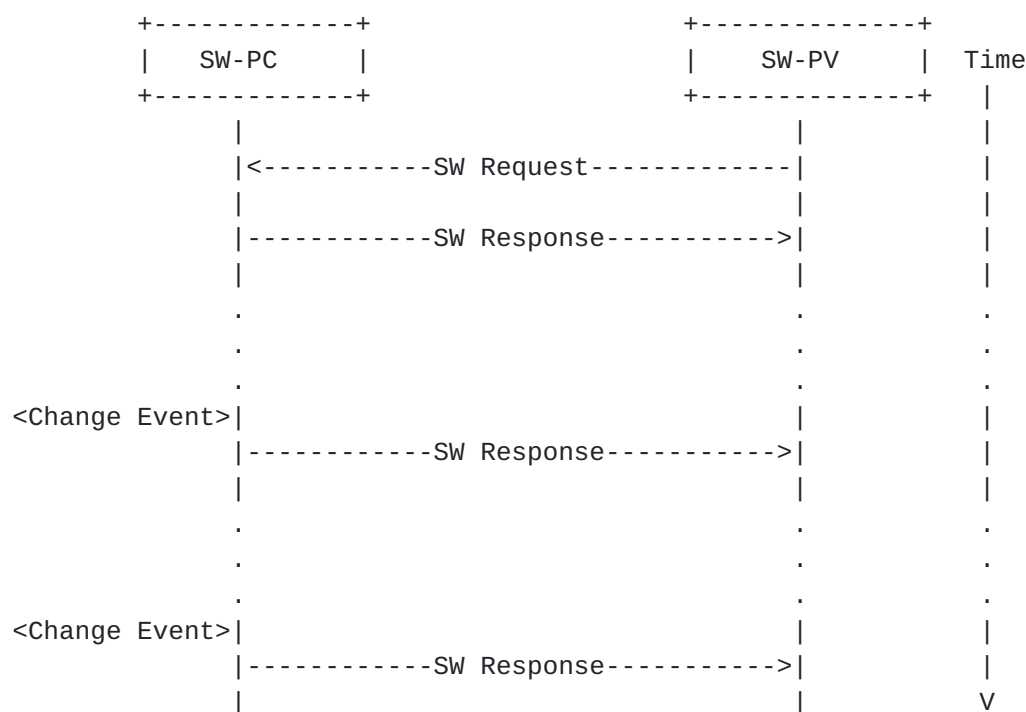 SW-PC SW-PV Time
SW Request
SW Response
<Change Event>
SW Response
<Change Event>
SW Response
V